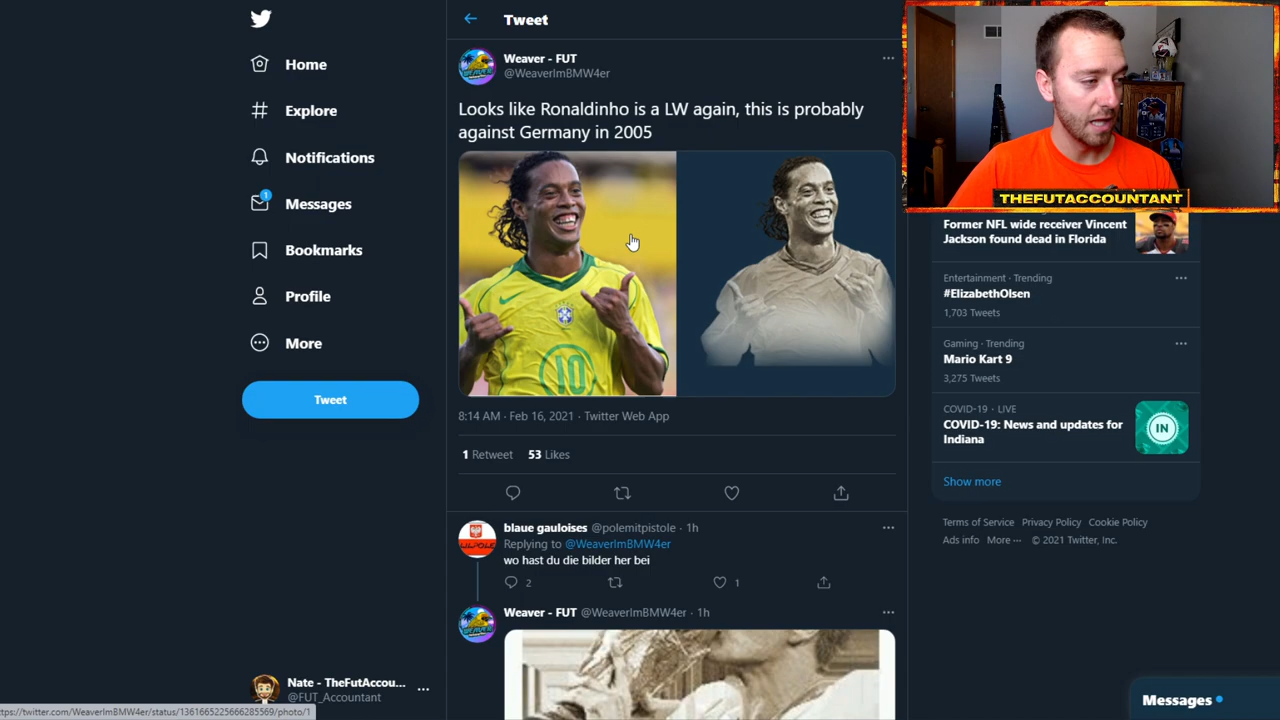 Home
Explore
Notifications
1
Messages
Bookmarks
Profile
More
Tweet
Nate - TheFutAccou...
@FUT_Accountant
Tweet
Weaver - FUT
@WeaverImBMW4er
Looks like Ronaldinho is a LW again, this is probably
against Germany in 2005
10
8:14 AM · Feb 16, 2021 · Twitter Web App
1 Retweet 53 Likes
blaue gauloises @polemitpistole · 1h
Replying to @WeaverImBMW4er
wo hast du die bilder her bei
2
1
Weaver - FUT @WeaverImBMW4er · 1h
THEFUTACCOUNTANT
Former NFL wide receiver Vincent
Jackson found dead in Florida
Entertainment · Trending
#ElizabethOlsen
1,703 Tweets
Gaming · Trending
Mario Kart 9
3,275 Tweets
COVID-19 · LIVE
COVID-19: News and updates for
Indiana
IN
Show more
Terms of Service Privacy Policy Cookie Policy
Ads info More ··· © 2021 Twitter, Inc.
Messages
ttps://twitter.com/WeaverImBMW4er/status/1361665225666285569/photo/1